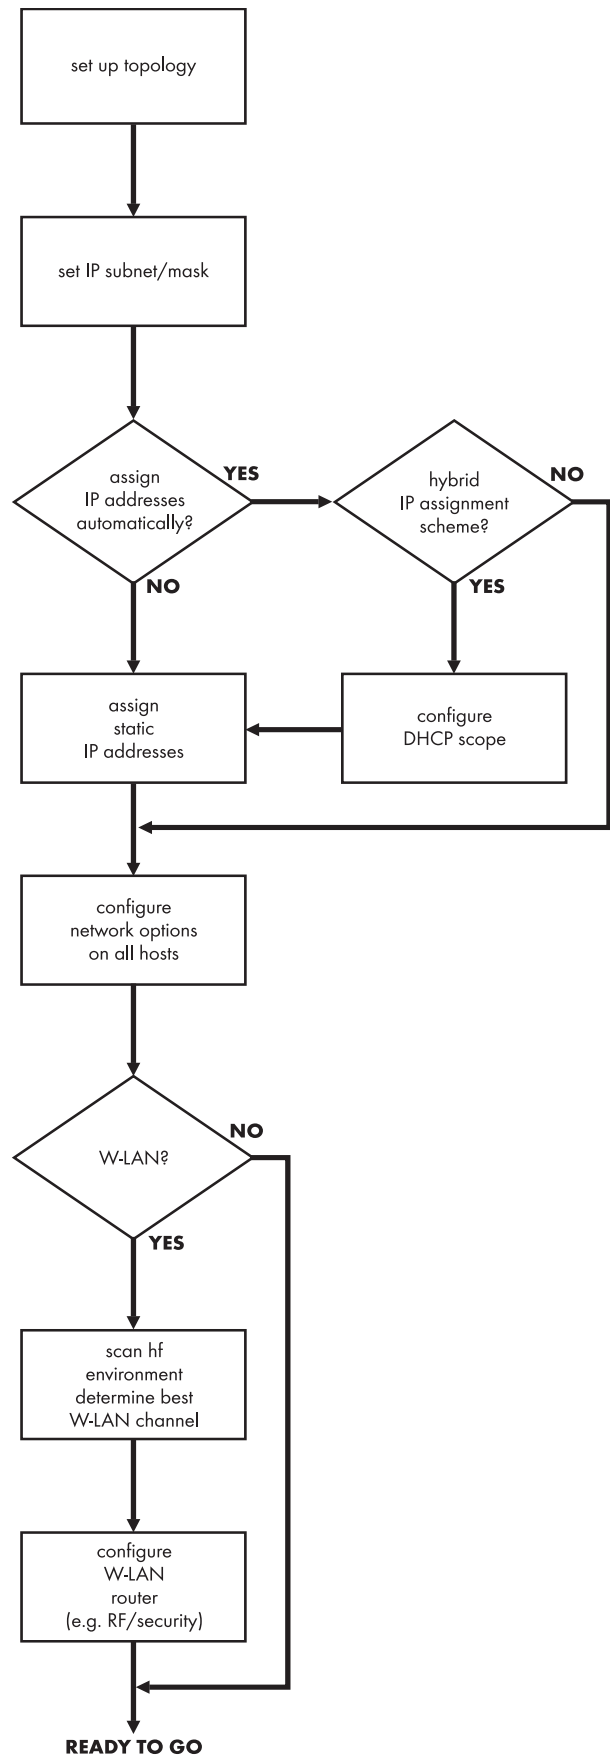 set up topology
set IP subnet/mask
assign
IP addresses
automatically?
YES
NO
hybrid
IP assignment
scheme?
NO
YES
assign
static
IP addresses
configure
DHCP scope
configure
network options
on all hosts
W-LAN?
NO
YES
scan hf
environment
determine best
W-LAN channel
configure
W-LAN
router
(e.g. RF/security)
READY TO GO